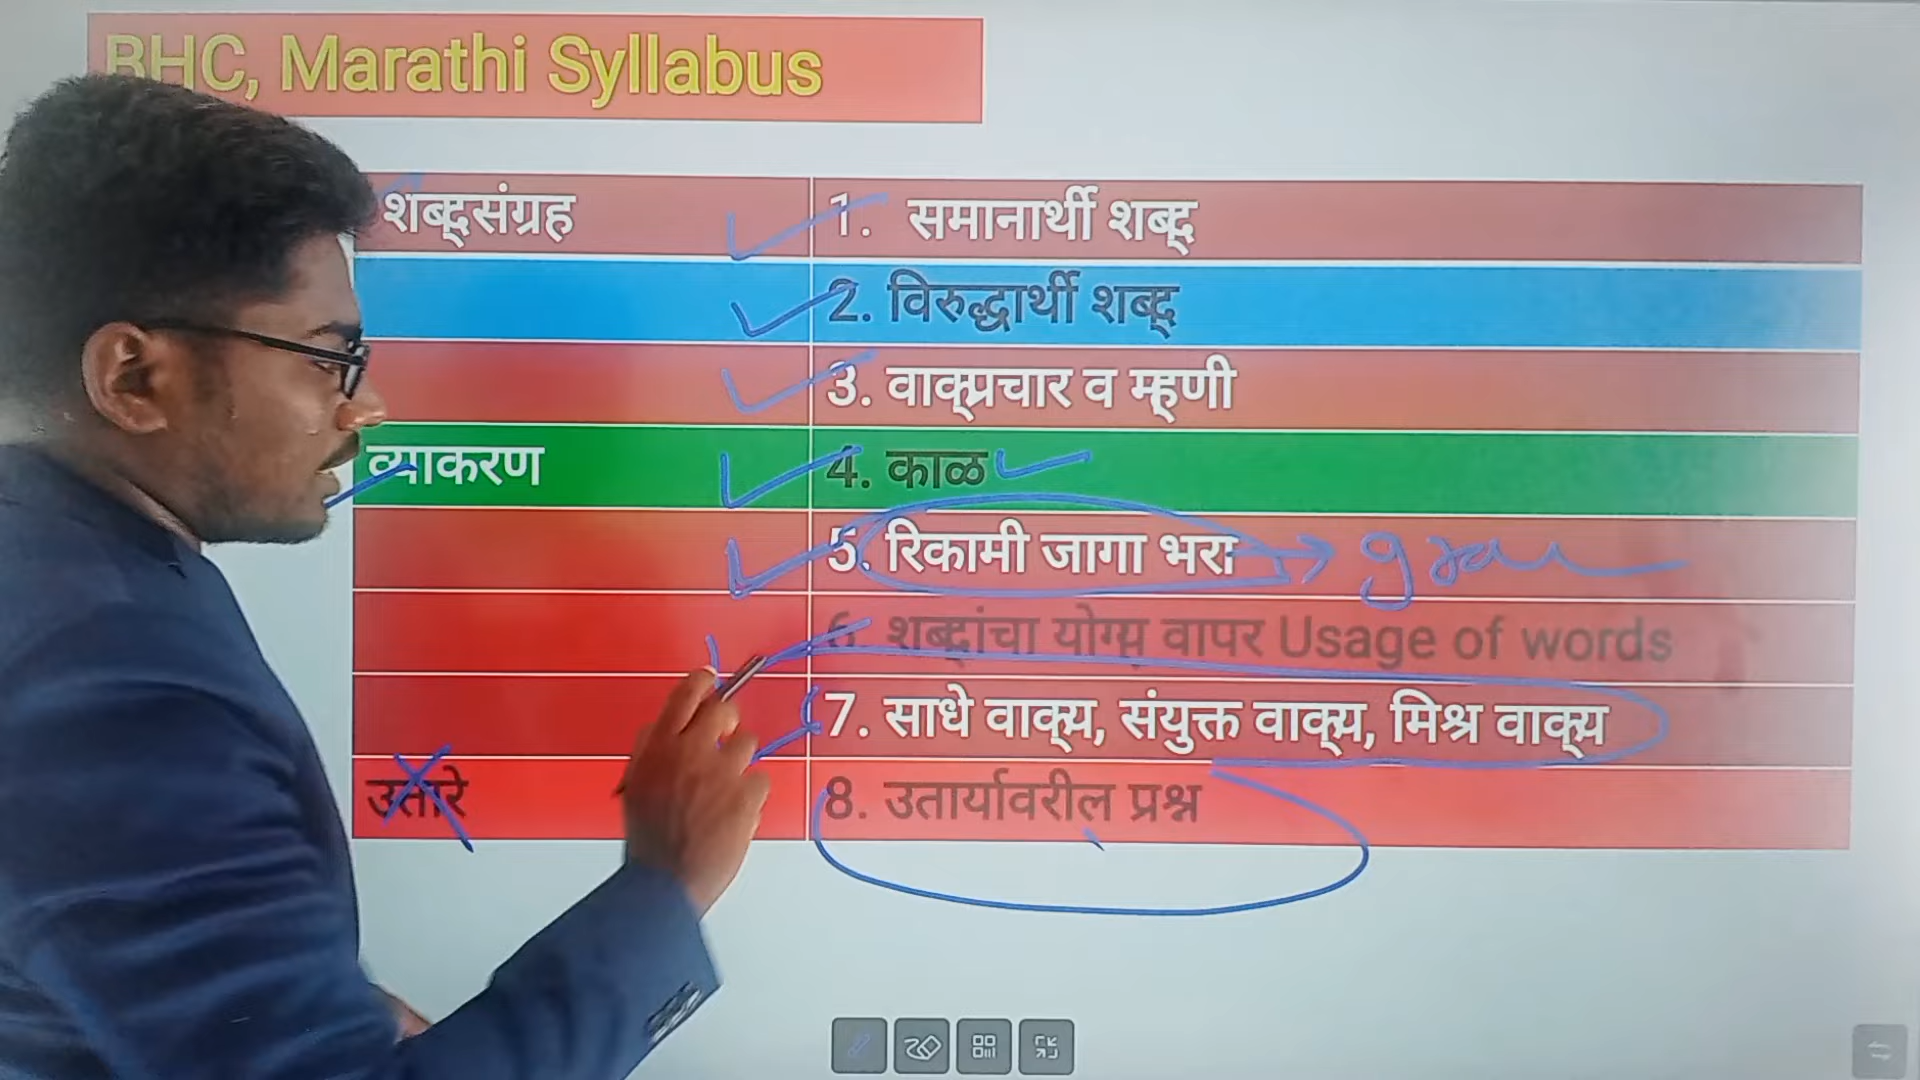 BHC, Marathi Syllabus
शब्दसंग्रह 1. समानार्थी शब्द
2. विरुद्धार्थी शब्द
3. वाक्प्रचार व म्हणी
व्याकरण 4. काळ
5. रिकामी जागा भरा
6. शब्दांचा योग्य वापर Usage of words
7. साधे वाक्य, संयुक्त वाक्य, मिश्र वाक्य
उतारे 8. उतार्यावरील प्रश्न